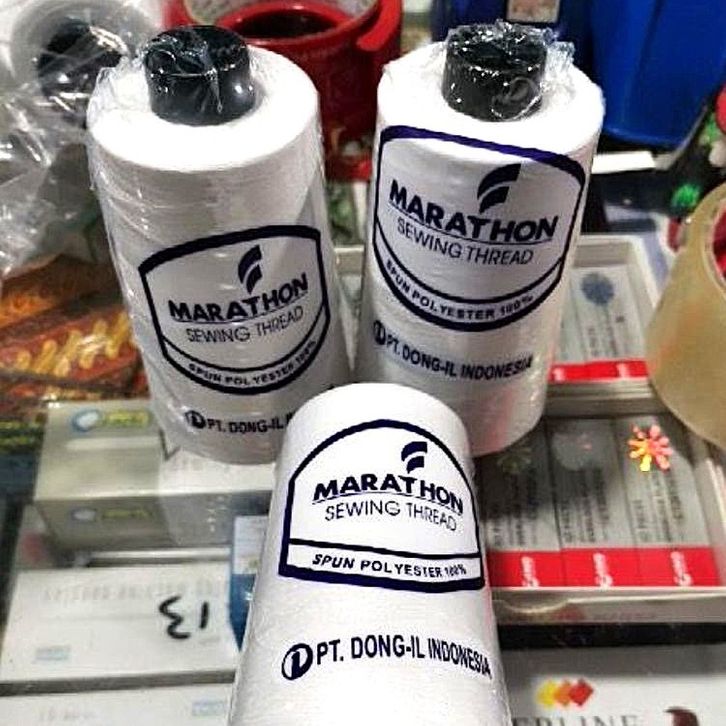 MARATHON
SEWING THREAD
SPUN POLYESTER 100%
PT. DONG-IL
MARATHON
SEWING THREAD
SPUN POLYESTER 100%
PT. DONG-IL INDONESIA
MARATHON
SEWING THREAD
SPUN POLYESTER 100%
PT. DONG-IL INDONESIA
13